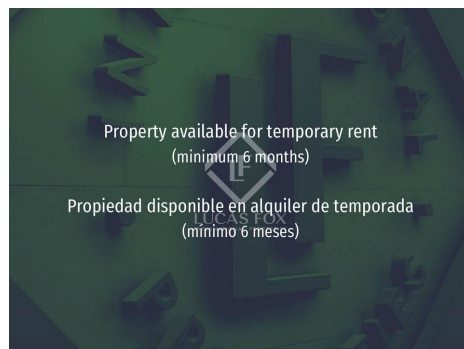 Property available for temporary rent
(minimum 6 months)
LF
Propiedad disponible en alquiler de temporada
LUCAS FOX
(mínimo 6 meses)